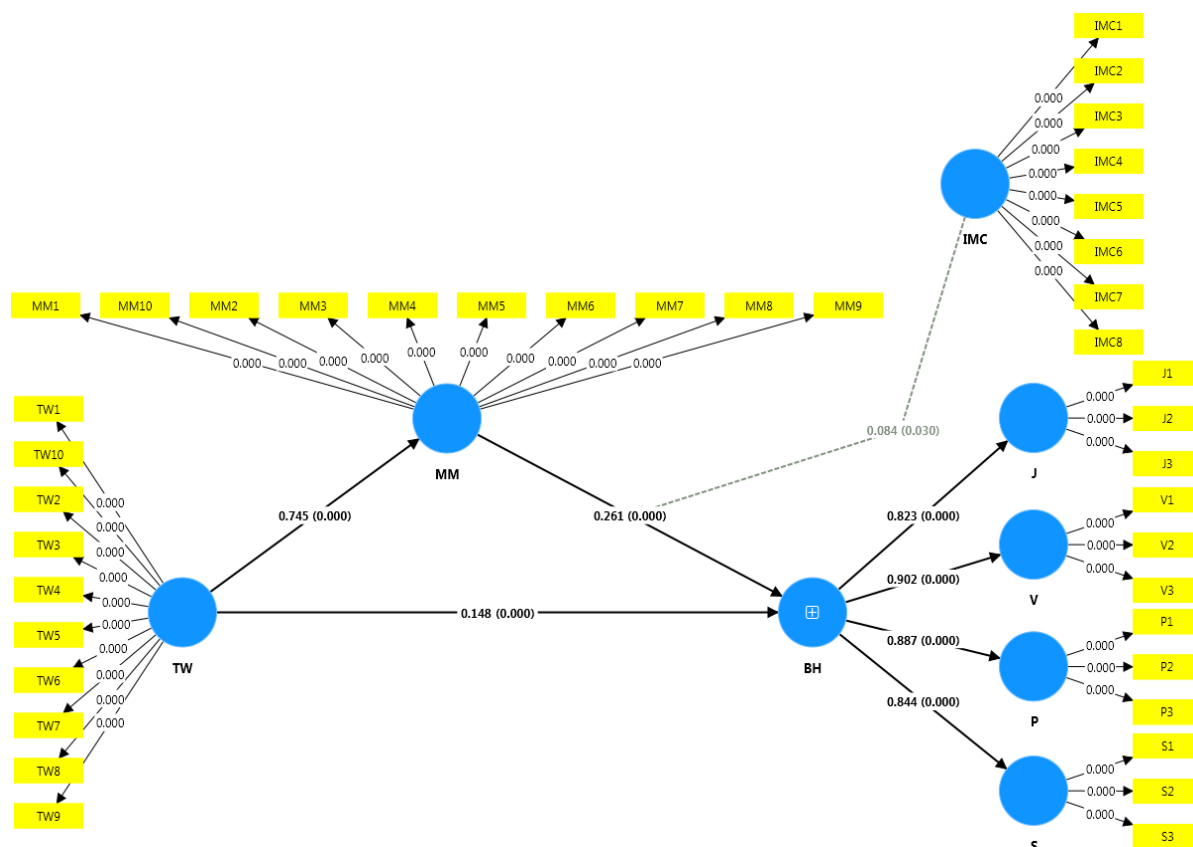 IMC1
IMC2
IMC3
IMC4
IMC5
IMC6
IMC7
IMC8
0.000
0.000
0.000
0.000
0.000
0.000
0.000
0.000
IMC
MM1
MM10
MM2
MM3
MM4
MM5
MM6
MM7
MM8
MM9
0.000
0.000
0.000
0.000
0.000
0.000
0.000
0.000
0.000
0.000
MM
TW1
TW10
TW2
TW3
TW4
TW5
TW6
TW7
TW8
TW9
0.000
0.000
0.000
0.000
0.000
0.000
0.000
0.000
0.000
0.000
TW
0.745 (0.000)
0.261 (0.000)
0.084 (0.030)
0.148 (0.000)
BH
0.823 (0.000)
0.902 (0.000)
0.887 (0.000)
0.844 (0.000)
J
0.000
0.000
0.000
J1
J2
J3
V
0.000
0.000
0.000
V1
V2
V3
P
0.000
0.000
0.000
P1
P2
P3
S
0.000
0.000
0.000
S1
S2
S3